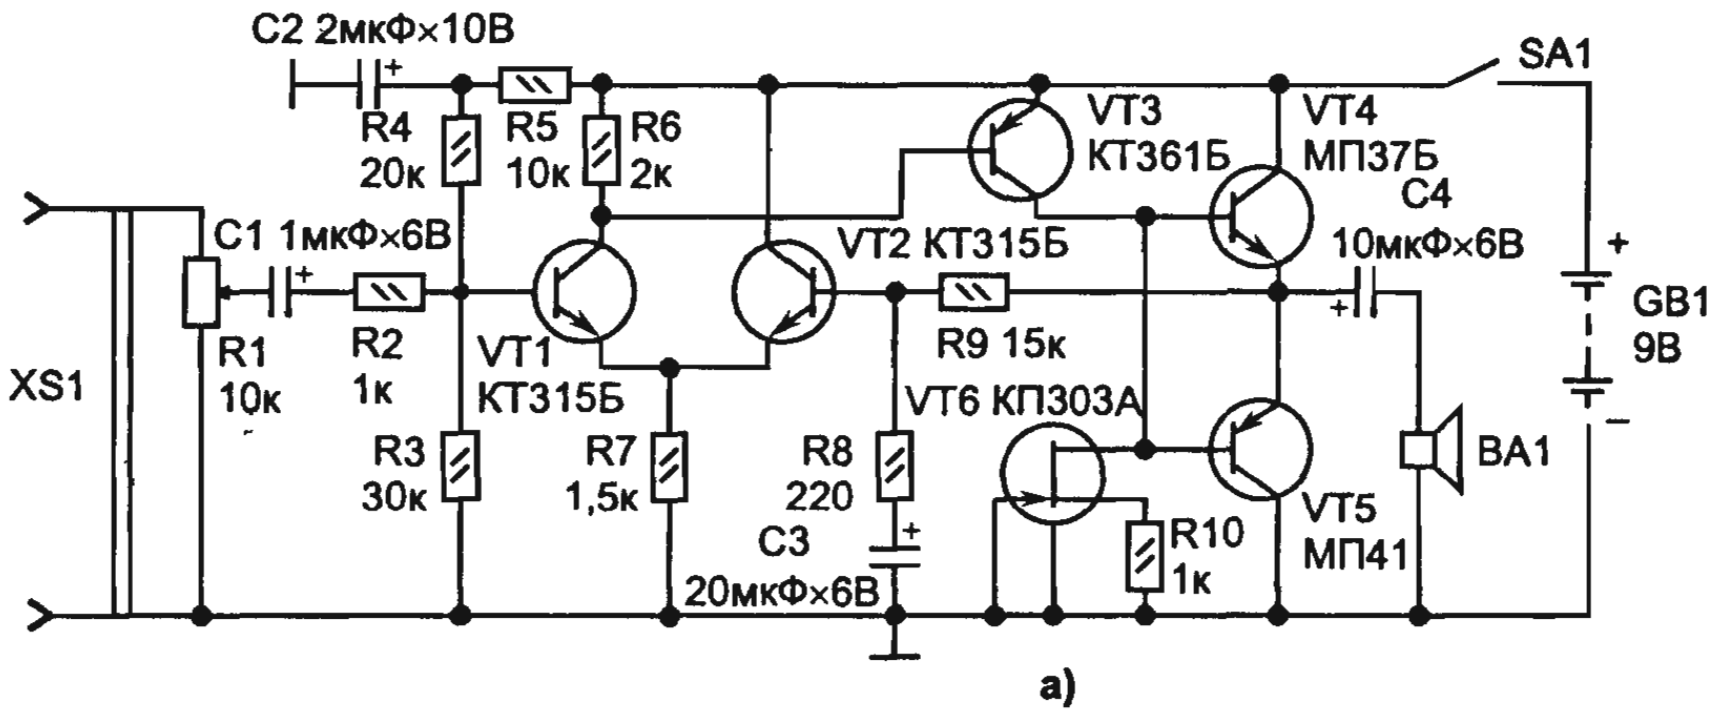 C2 2мкФ×10В
SA1
R4
20к
R5
10к
R6
2к
VT3
КТ361Б
VT4
МП37Б
C4
10мкФ×6В
C1 1мкФ×6В
VT2 КТ315Б
GB1
9В
XS1
R1
10к
R2
1к
VT1
КТ315Б
R9 15к
VT6 КП303А
R3
30к
R7
1,5к
R8
220
C3
20мкФ×6В
R10
1к
VT5
МП41
BA1
а)